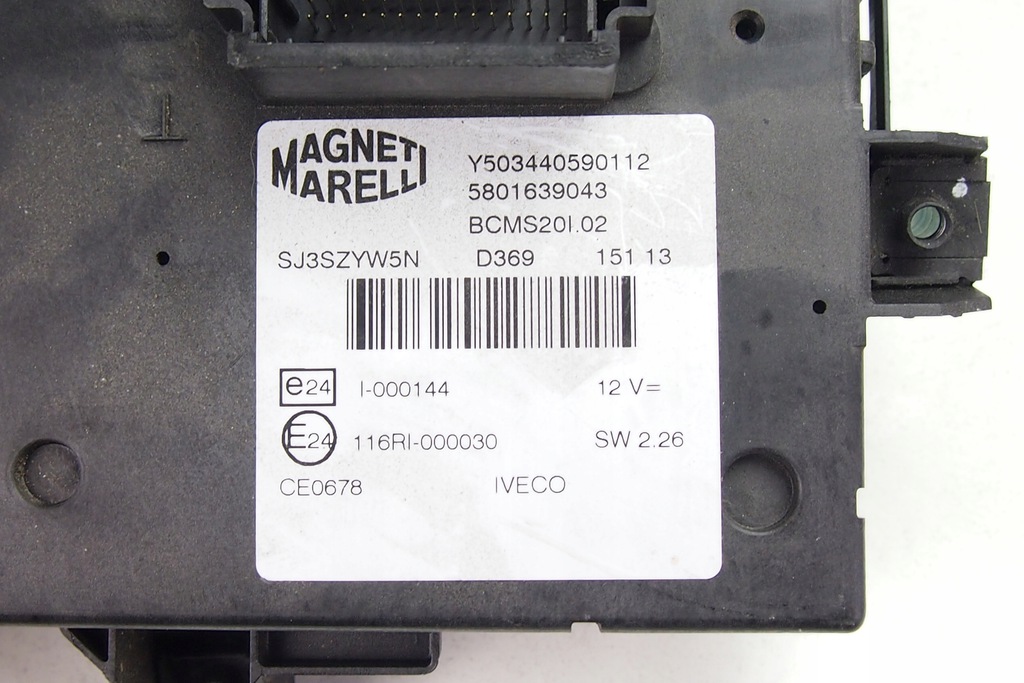 MAGNETI
MARELLI
Y503440590112
5801639043
BCMS20I.02
SJ3SZYW5N D369 151 13
e24 I-000144 12 V=
E24 116RI-000030 SW 2.26
CE0678 IVECO